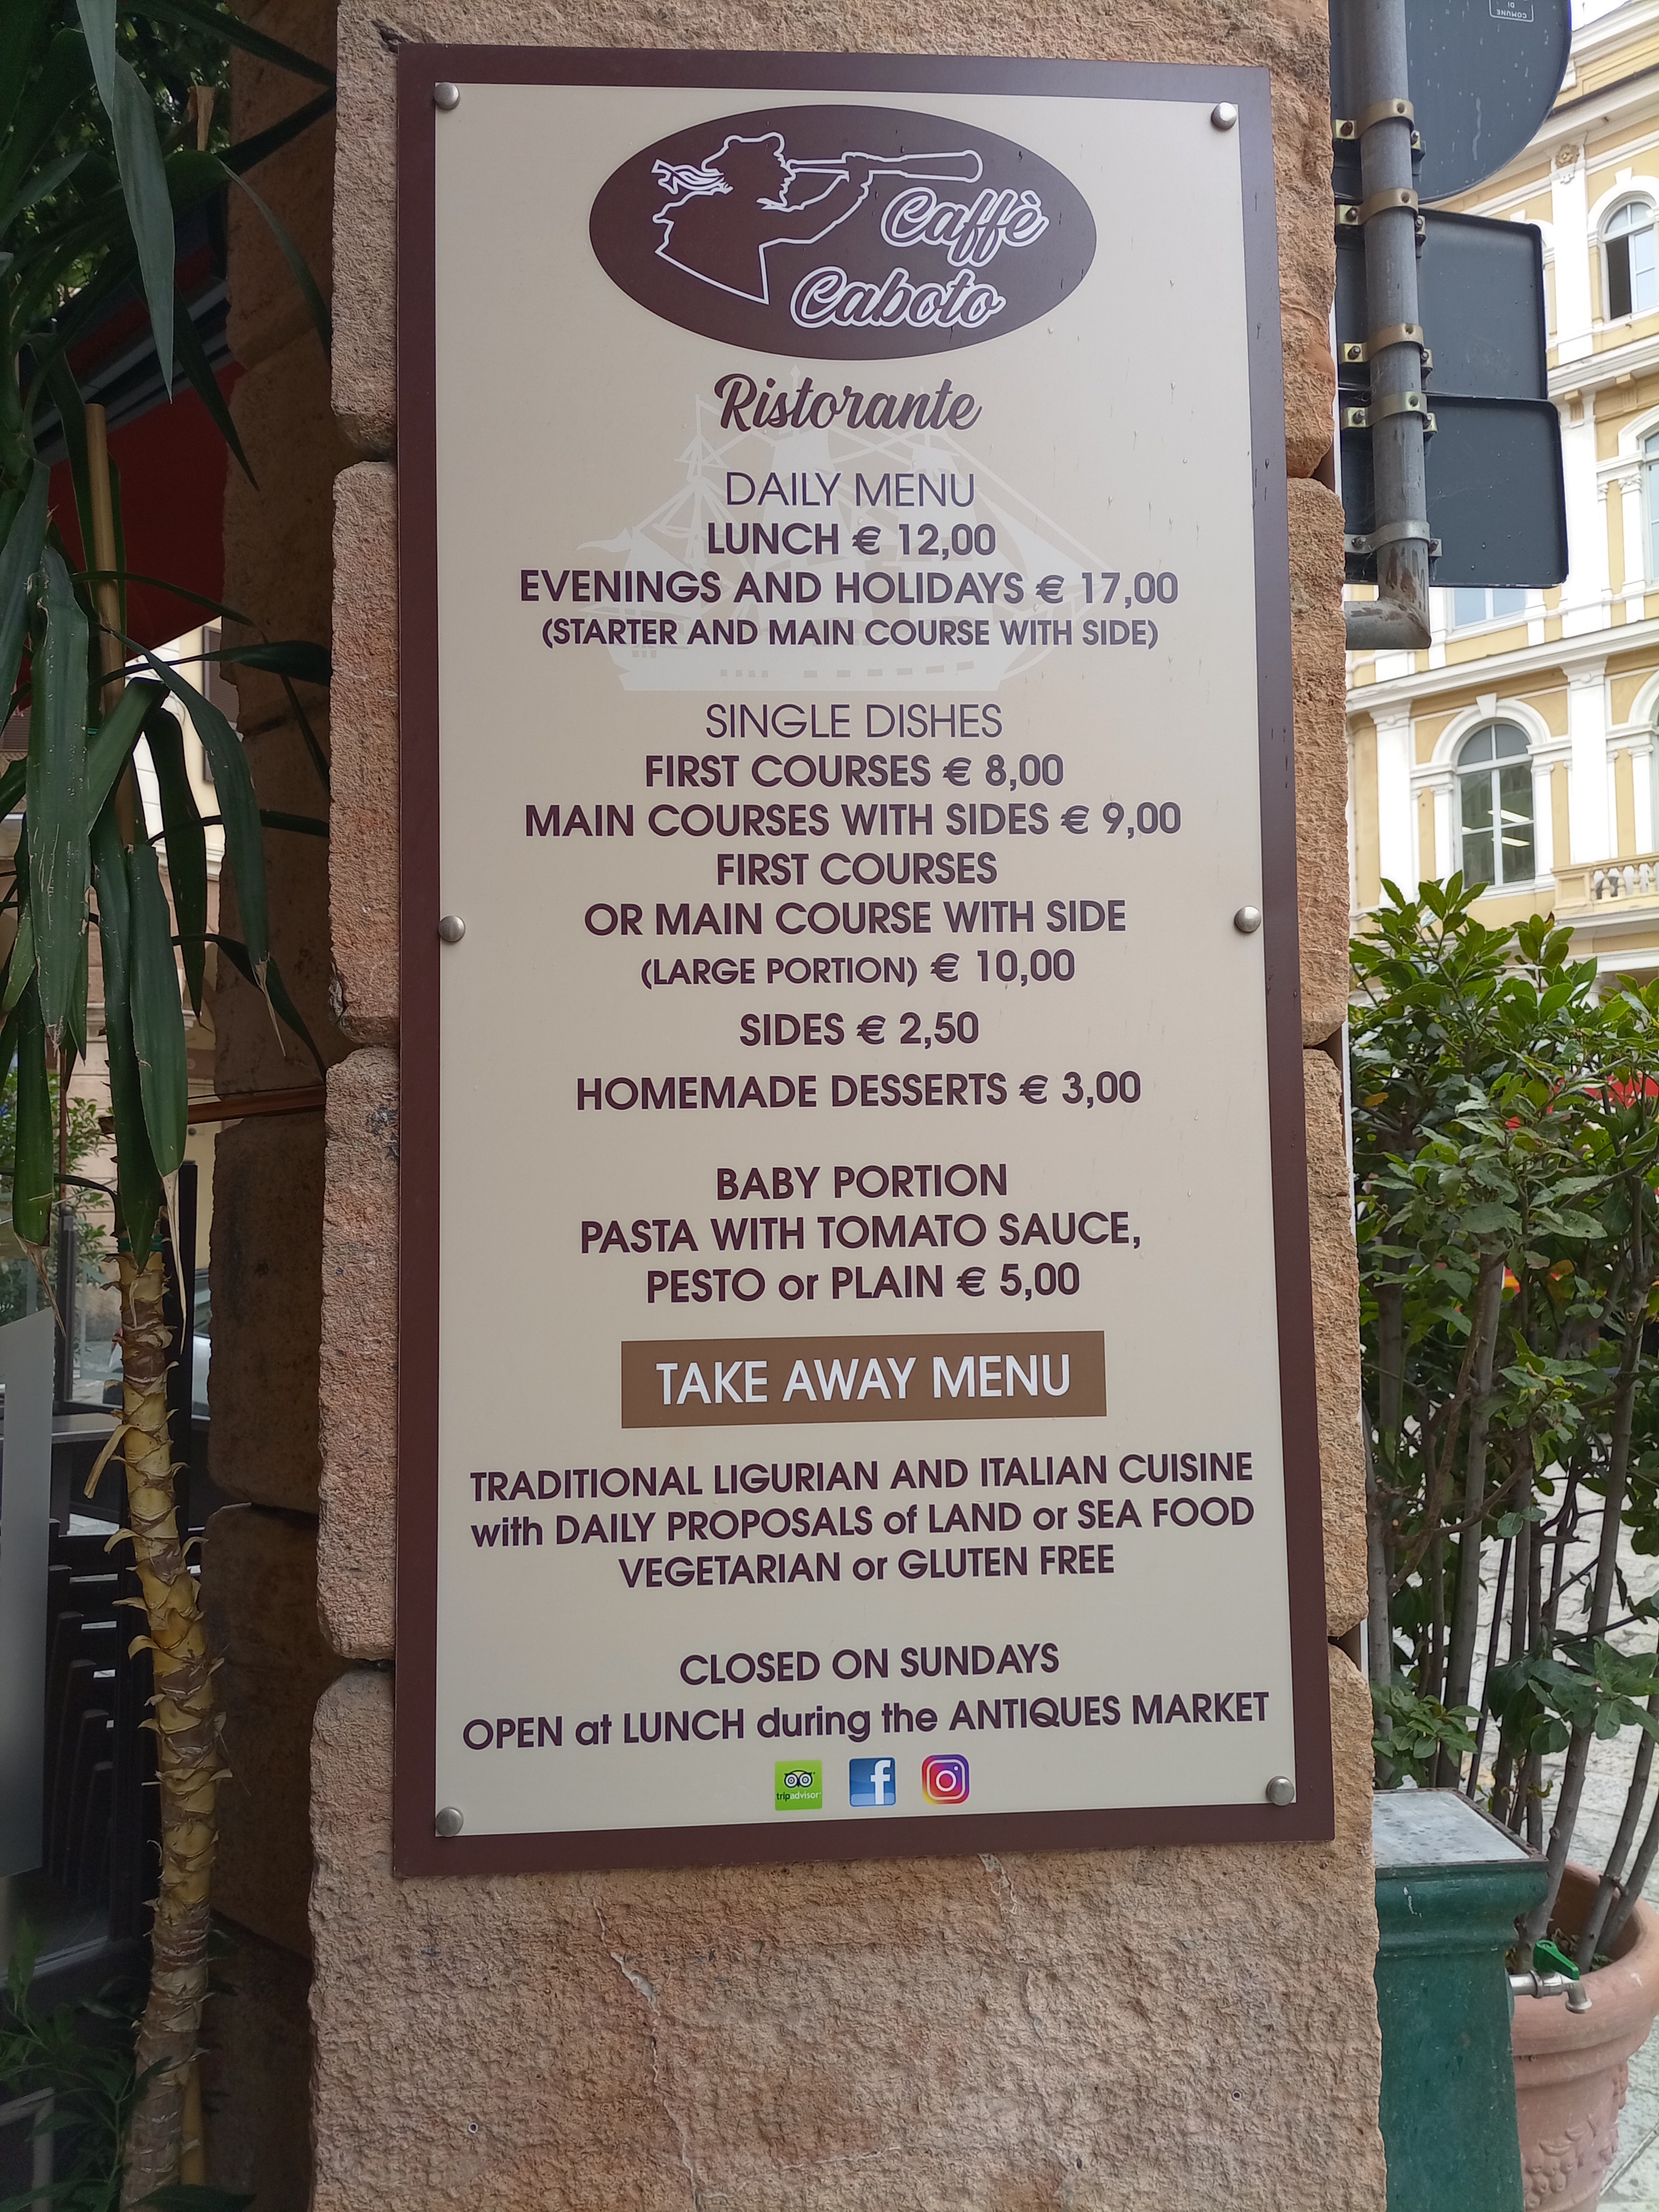 Caffè
Caboto
Ristorante
DAILY MENU
LUNCH € 12,00
EVENINGS AND HOLIDAYS € 17,00
(STARTER AND MAIN COURSE WITH SIDE)
SINGLE DISHES
FIRST COURSES € 8,00
MAIN COURSES WITH SIDES € 9,00
FIRST COURSES
OR MAIN COURSE WITH SIDE
(LARGE PORTION) € 10,00
SIDES € 2,50
HOMEMADE DESSERTS € 3,00
BABY PORTION
PASTA WITH TOMATO SAUCE,
PESTO or PLAIN € 5,00
TAKE AWAY MENU
TRADITIONAL LIGURIAN AND ITALIAN CUISINE
with DAILY PROPOSALS of LAND or SEA FOOD
VEGETARIAN or GLUTEN FREE
CLOSED ON SUNDAYS
OPEN at LUNCH during the ANTIQUES MARKET
tripadvisor
COMUNE
DI